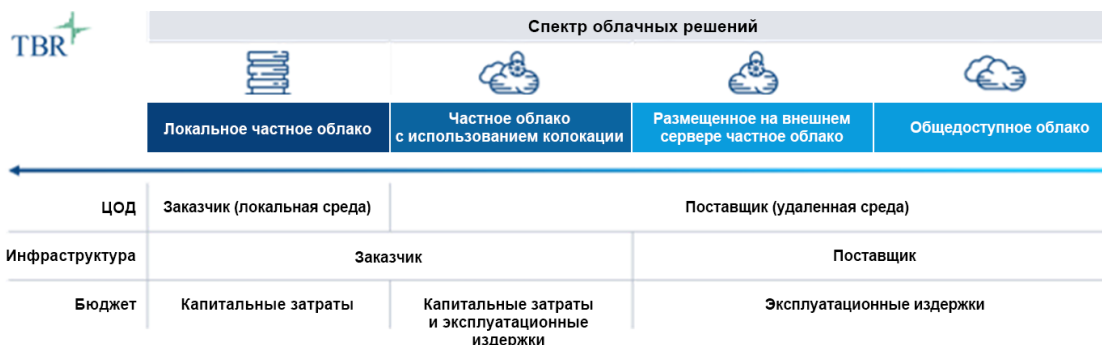 TBR
Спектр облачных решений
Локальное частное облако
Частное облако
с использованием колокации
Размещенное на внешнем
сервере частное облако
Общедоступное облако
ЦОД
Заказчик (локальная среда)
Поставщик (удаленная среда)
Инфраструктура
Заказчик
Поставщик
Бюджет
Капитальные затраты
Капитальные затраты
и эксплуатационные
издержки
Эксплуатационные издержки